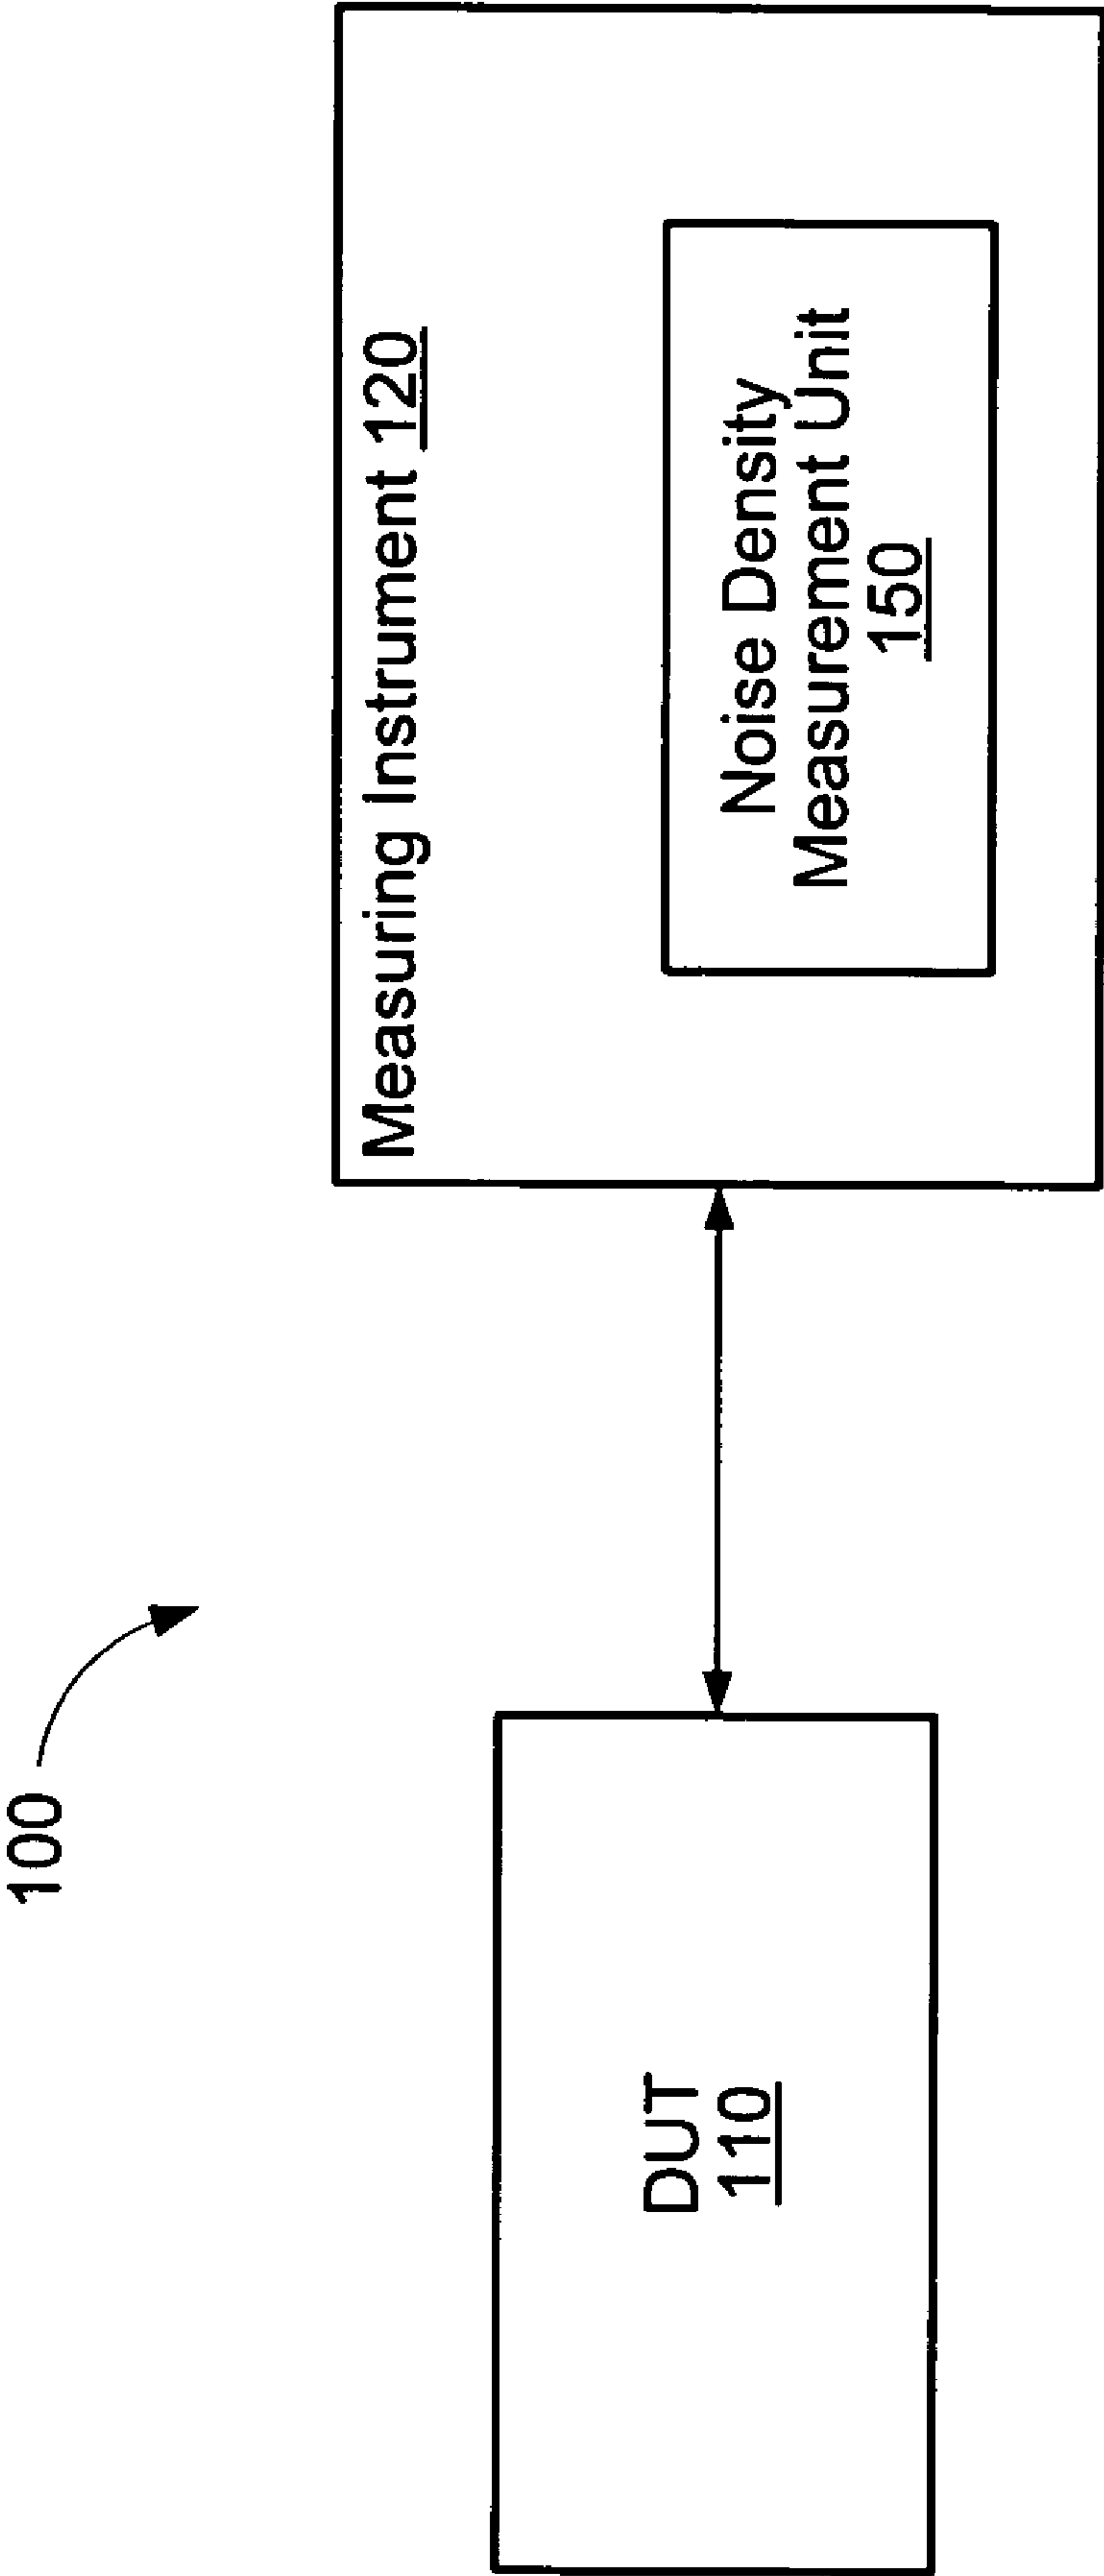 100
DUT
110
Measuring Instrument 120
Noise Density
Measurement Unit
150